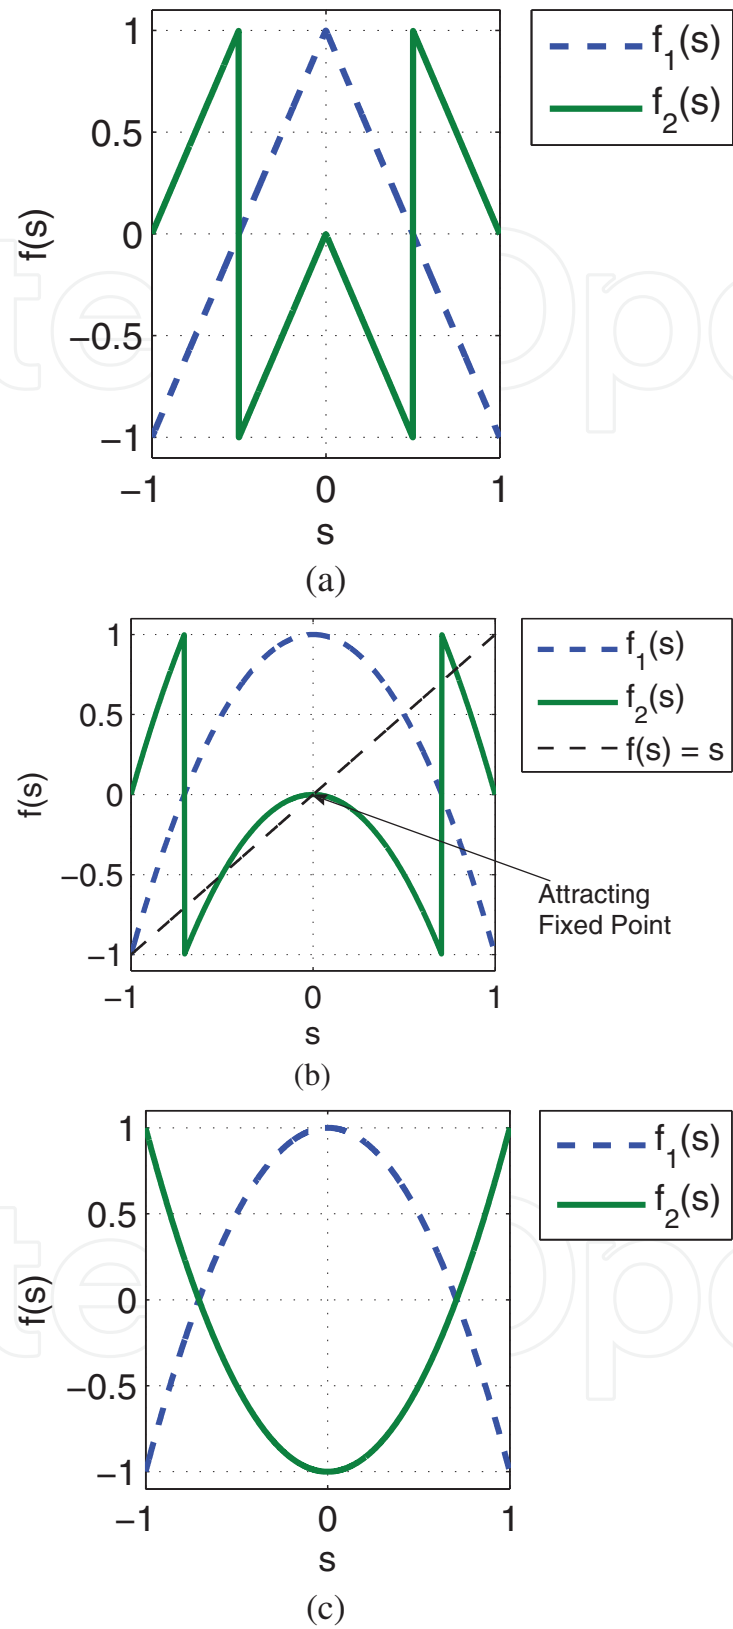 1
0.5
0
−0.5
−1
f(s)
−1 0 1
s
f1(s)
f2(s)
(a)
1
0.5
0
−0.5
−1
f(s)
−1 0 1
s
f1(s)
f2(s)
f(s) = s
Attracting
Fixed Point
(b)
1
0.5
0
−0.5
−1
f(s)
−1 0 1
s
f1(s)
f2(s)
(c)